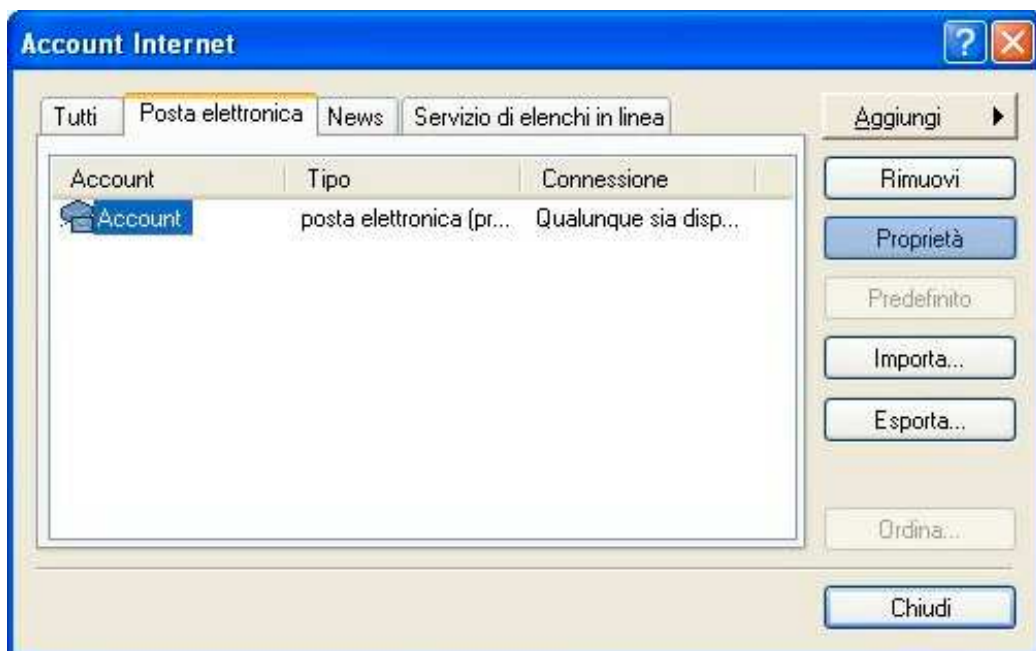 Account Internet
Tutti Posta elettronica News Servizio di elenchi in linea
Aggiungi
Account Tipo Connessione
Rimuovi
Account posta elettronica (pr... Qualunque sia disp...
Proprietà
Predefinito
Importa...
Esporta...
Ordina...
Chiudi